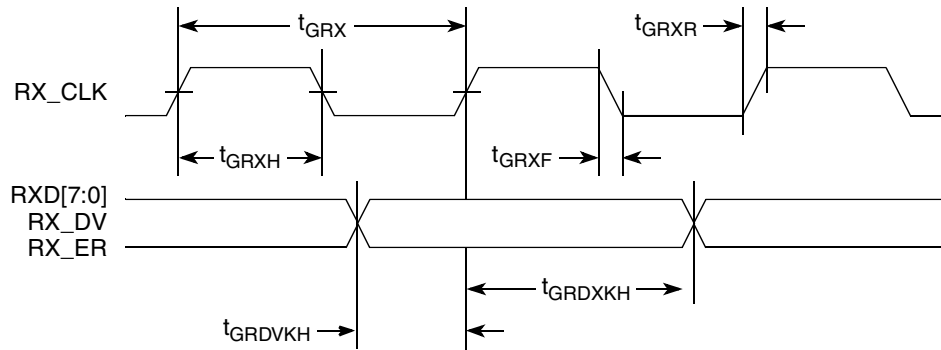 tGRX
tGRXR
RX_CLK
tGRXH
tGRXF
RXD[7:0]
RX_DV
RX_ER
tGRDXKH
tGRDVKH